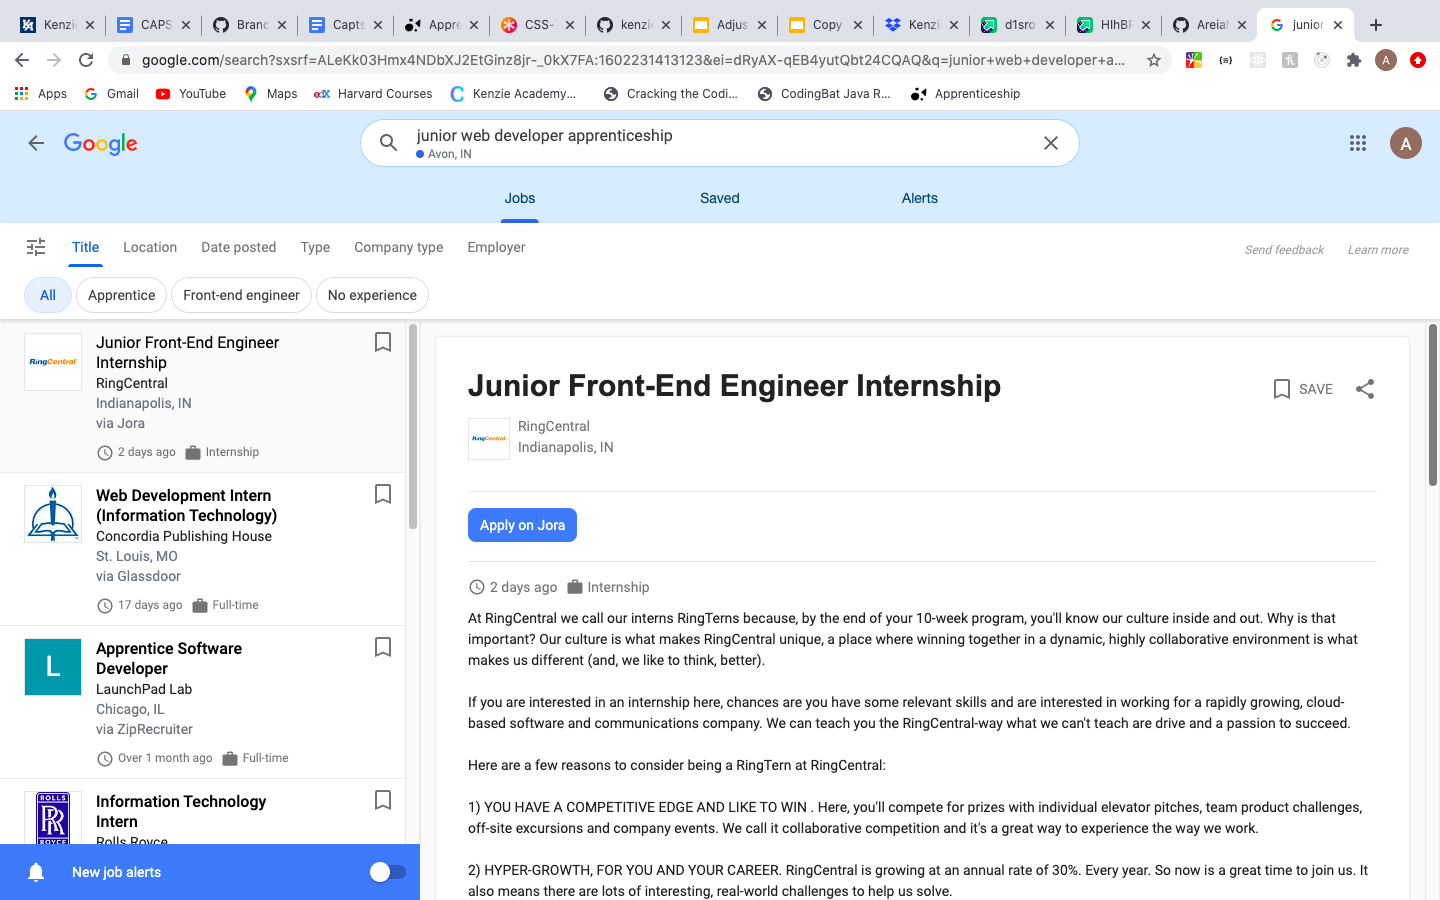 Kenzie
CAPS
Branc
Capts
Appre
CSS-
kenzie
Adjus
Copy
Kenzi
d1sro
HlhBF
Areial
junior
google.com/search?sxsrf=ALeKk03Hmx4NDbXJ2EtGinz8jr-_0kX7FA:1602231413123&ei=dRyAX-qEB4yutQbt24CQAQ&q=junior+web+developer+a...
A
Apps
Gmail
YouTube
Maps
edX Harvard Courses
Kenzie Academy...
Cracking the Codi...
CodingBat Java R...
Apprenticeship
Google
junior web developer apprenticeship
Avon, IN
A
Jobs
Saved
Alerts
Title
Location
Date posted
Type
Company type
Employer
Send feedback
Learn more
All
Apprentice
Front-end engineer
No experience
RingCentral
Junior Front-End Engineer
Internship
RingCentral
Indianapolis, IN
via Jora
2 days ago
Internship
Web Development Intern
(Information Technology)
Concordia Publishing House
St. Louis, MO
via Glassdoor
17 days ago
Full-time
L
Apprentice Software
Developer
LaunchPad Lab
Chicago, IL
via ZipRecruiter
Over 1 month ago
Full-time
ROLLS
RR
ROYCE
Information Technology
Intern
Rolls Royce
New job alerts
Junior Front-End Engineer Internship
SAVE
RingCentral
RingCentral
Indianapolis, IN
Apply on Jora
2 days ago
Internship
At RingCentral we call our interns RingTerns because, by the end of your 10-week program, you'll know our culture inside and out. Why is that
important? Our culture is what makes RingCentral unique, a place where winning together in a dynamic, highly collaborative environment is what
makes us different (and, we like to think, better).
If you are interested in an internship here, chances are you have some relevant skills and are interested in working for a rapidly growing, cloud-
based software and communications company. We can teach you the RingCentral-way what we can't teach are drive and a passion to succeed.
Here are a few reasons to consider being a RingTern at RingCentral:
1) YOU HAVE A COMPETITIVE EDGE AND LIKE TO WIN . Here, you'll compete for prizes with individual elevator pitches, team product challenges,
off-site excursions and company events. We call it collaborative competition and it's a great way to experience the way we work.
2) HYPER-GROWTH, FOR YOU AND YOUR CAREER. RingCentral is growing at an annual rate of 30%. Every year. So now is a great time to join us. It
also means there are lots of interesting, real-world challenges to help us solve.